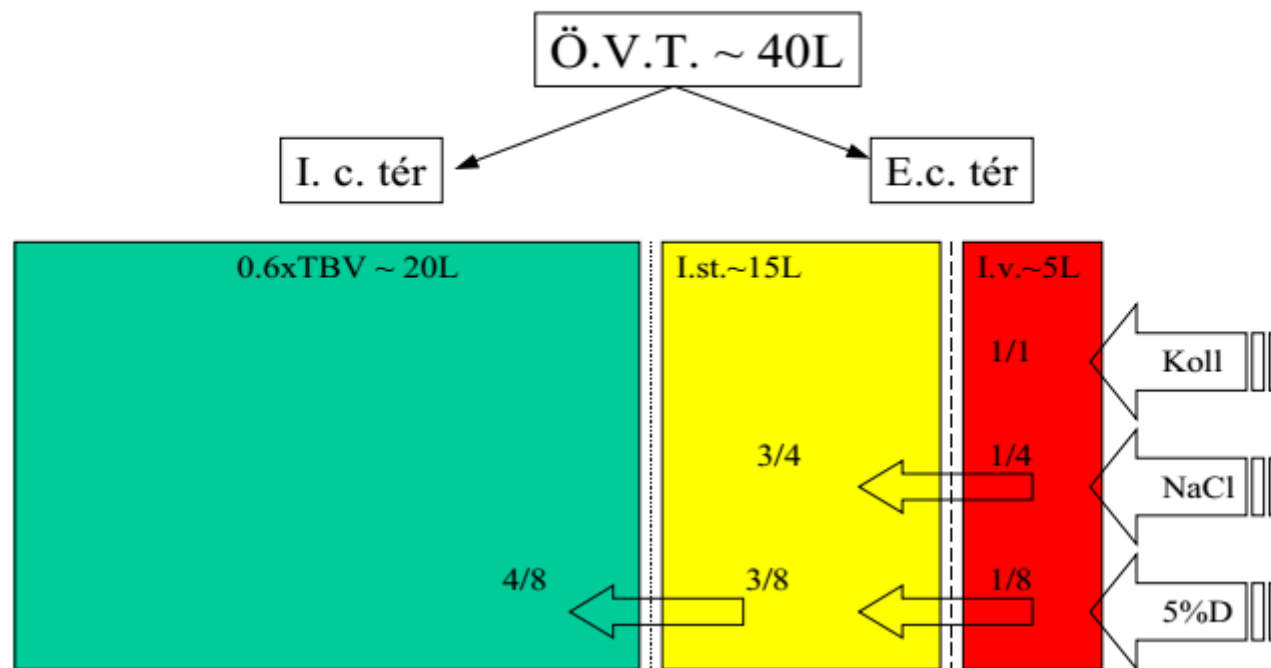 Ö.V.T. ~ 40L
I. c. tér
E.c. tér
0.6xTBV ~ 20L
I.st.~15L
I.v.~5L
1/1
Koll
3/4
1/4
NaCl
4/8
3/8
1/8
5%D